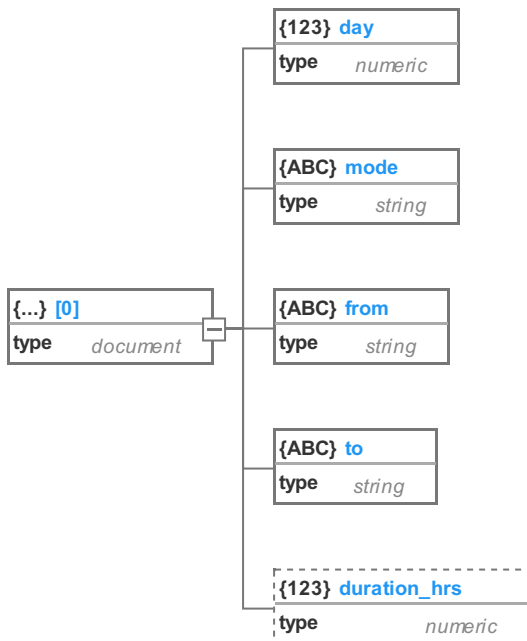 {123} day
type numeric
{ABC} mode
type string
{...} [0]
type document
{ABC} from
type string
{ABC} to
type string
{123} duration_hrs
type numeric